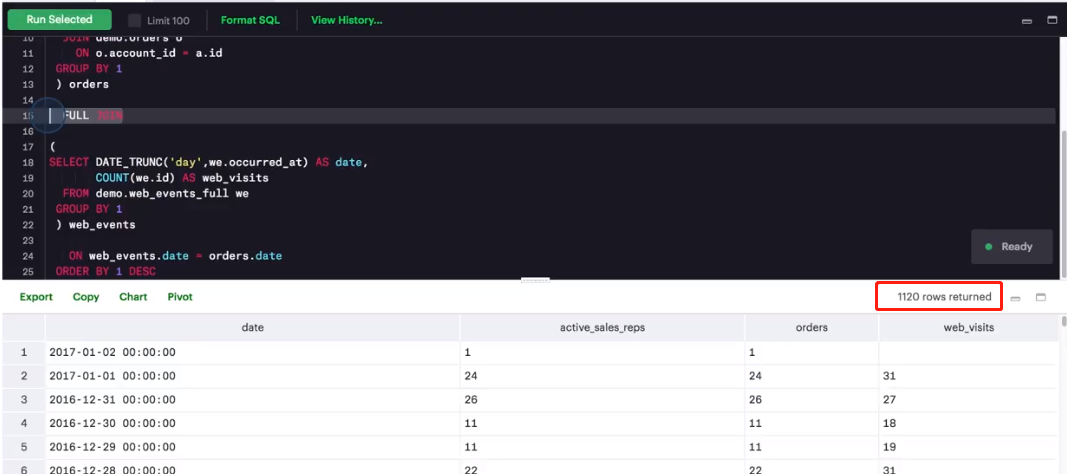 Run Selected Limit 100 Format SQL View History...
10 JOIN demo.orders o
11 ON o.account_id = a.id
12 GROUP BY 1
13 ) orders
14
15 FULL JOIN
16
17 (
18 SELECT DATE_TRUNC('day',we.occurred_at) AS date,
19 COUNT(we.id) AS web_visits
20 FROM demo.web_events_full we
21 GROUP BY 1
22 ) web_events
23
24 ON web_events.date = orders.date
25 ORDER BY 1 DESC
Ready
Export Copy Chart Pivot 1120 rows returned
date active_sales_reps orders web_visits
1 2017-01-02 00:00:00 1 1
2 2017-01-01 00:00:00 24 24 31
3 2016-12-31 00:00:00 26 26 27
4 2016-12-30 00:00:00 11 11 18
5 2016-12-29 00:00:00 11 11 19
6 2016-12-28 00:00:00 22 22 31